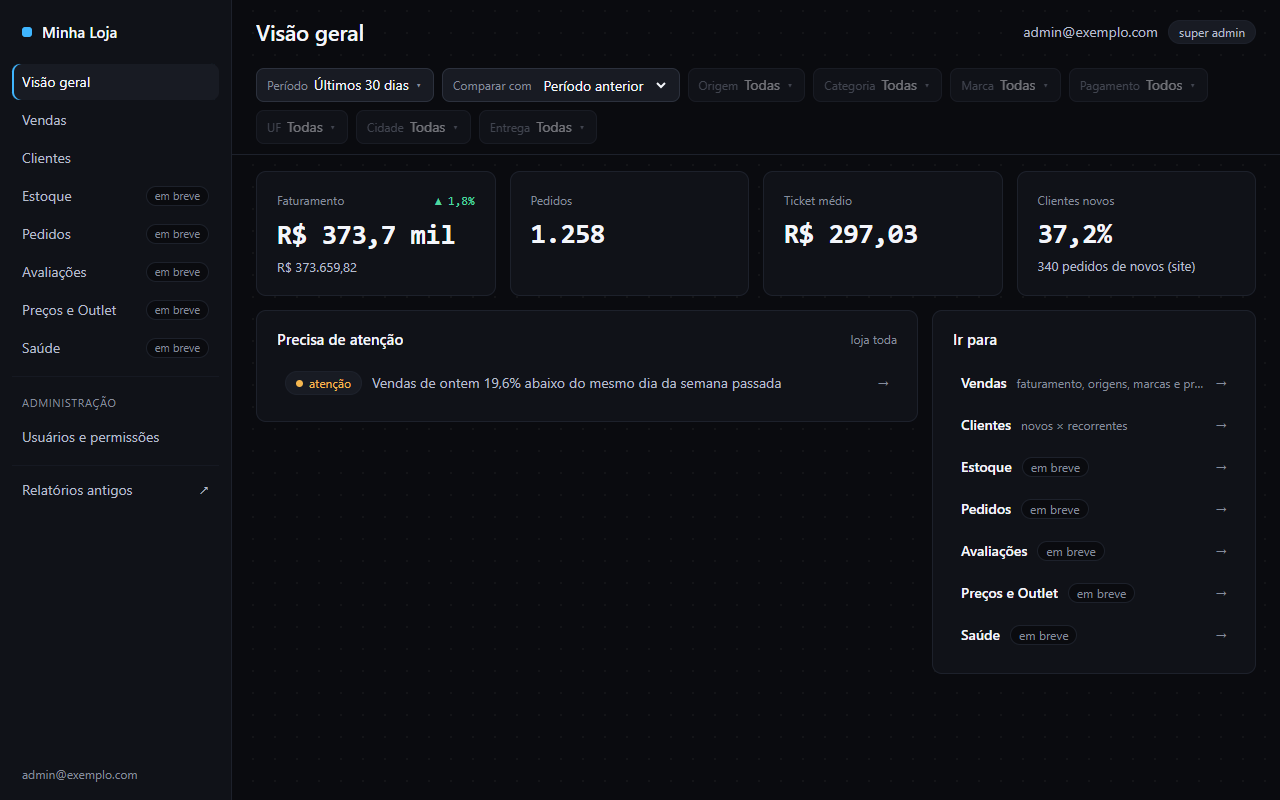 Minha Loja
Visão geral
Vendas
Clientes
Estoque em breve
Pedidos em breve
Avaliações em breve
Preços e Outlet em breve
Saúde em breve
ADMINISTRAÇÃO
Usuários e permissões
Relatórios antigos ↗
admin@exemplo.com
Visão geral
admin@exemplo.com super admin
Período Últimos 30 dias
Comparar com Período anterior
Origem Todas
Categoria Todas
Marca Todas
Pagamento Todos
UF Todas
Cidade Todas
Entrega Todas
Faturamento ▲ 1,8%
R$ 373,7 mil
R$ 373.659,82
Pedidos
1.258
Ticket médio
R$ 297,03
Clientes novos
37,2%
340 pedidos de novos (site)
Precisa de atenção loja toda
atenção Vendas de ontem 19,6% abaixo do mesmo dia da semana passada →
Ir para
Vendas faturamento, origens, marcas e pr... →
Clientes novos × recorrentes →
Estoque em breve →
Pedidos em breve →
Avaliações em breve →
Preços e Outlet em breve →
Saúde em breve →